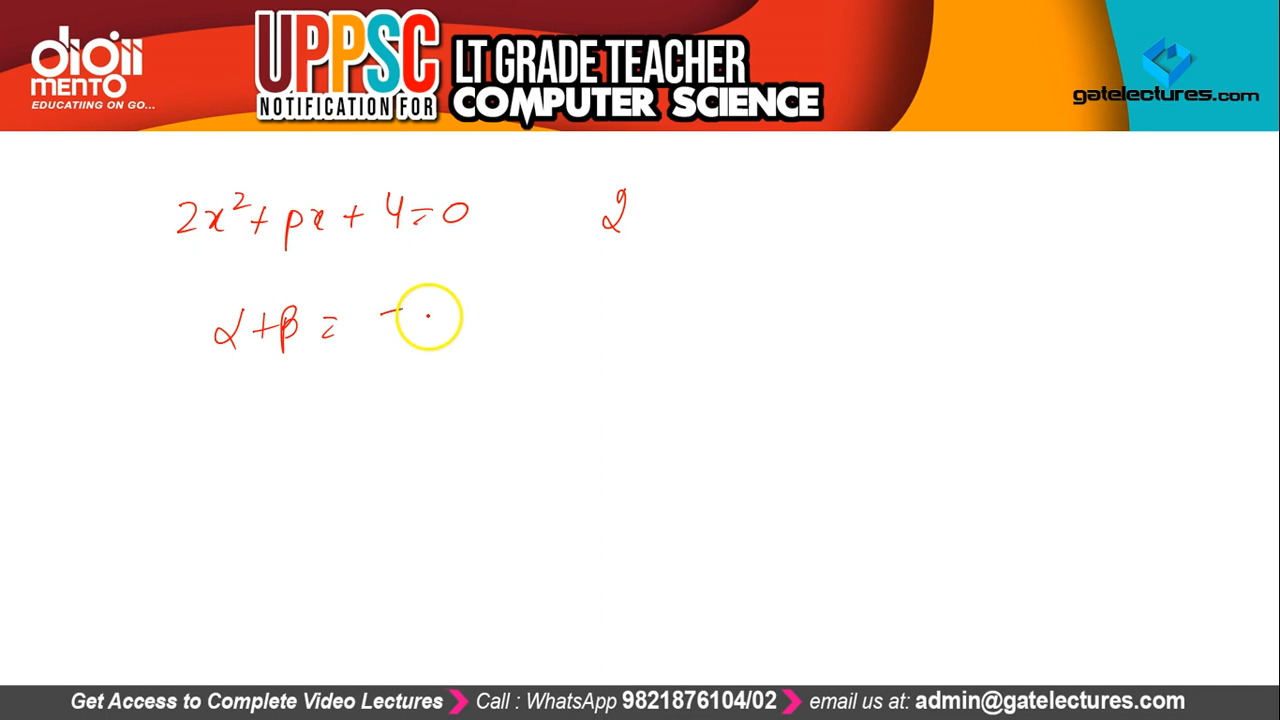 digii
MENTO
EDUCATIING ON GO...
UPPSC
NOTIFICATION FOR
LT GRADE TEACHER
COMPUTER SCIENCE
gatelectures.com
2x² + px + 4 = 0 2
α + β = -
Get Access to Complete Video Lectures Call : WhatsApp 9821876104/02 email us at: admin@gatelectures.com